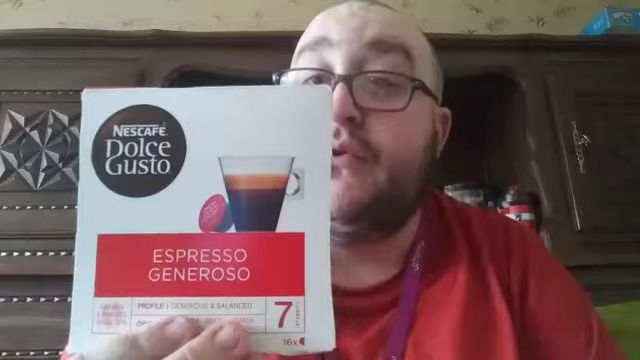 NESCAFÉ
Dolce
Gusto
ESPRESSO
GENEROSO
PROFILE | GENEROUS & BALANCED
7
16x